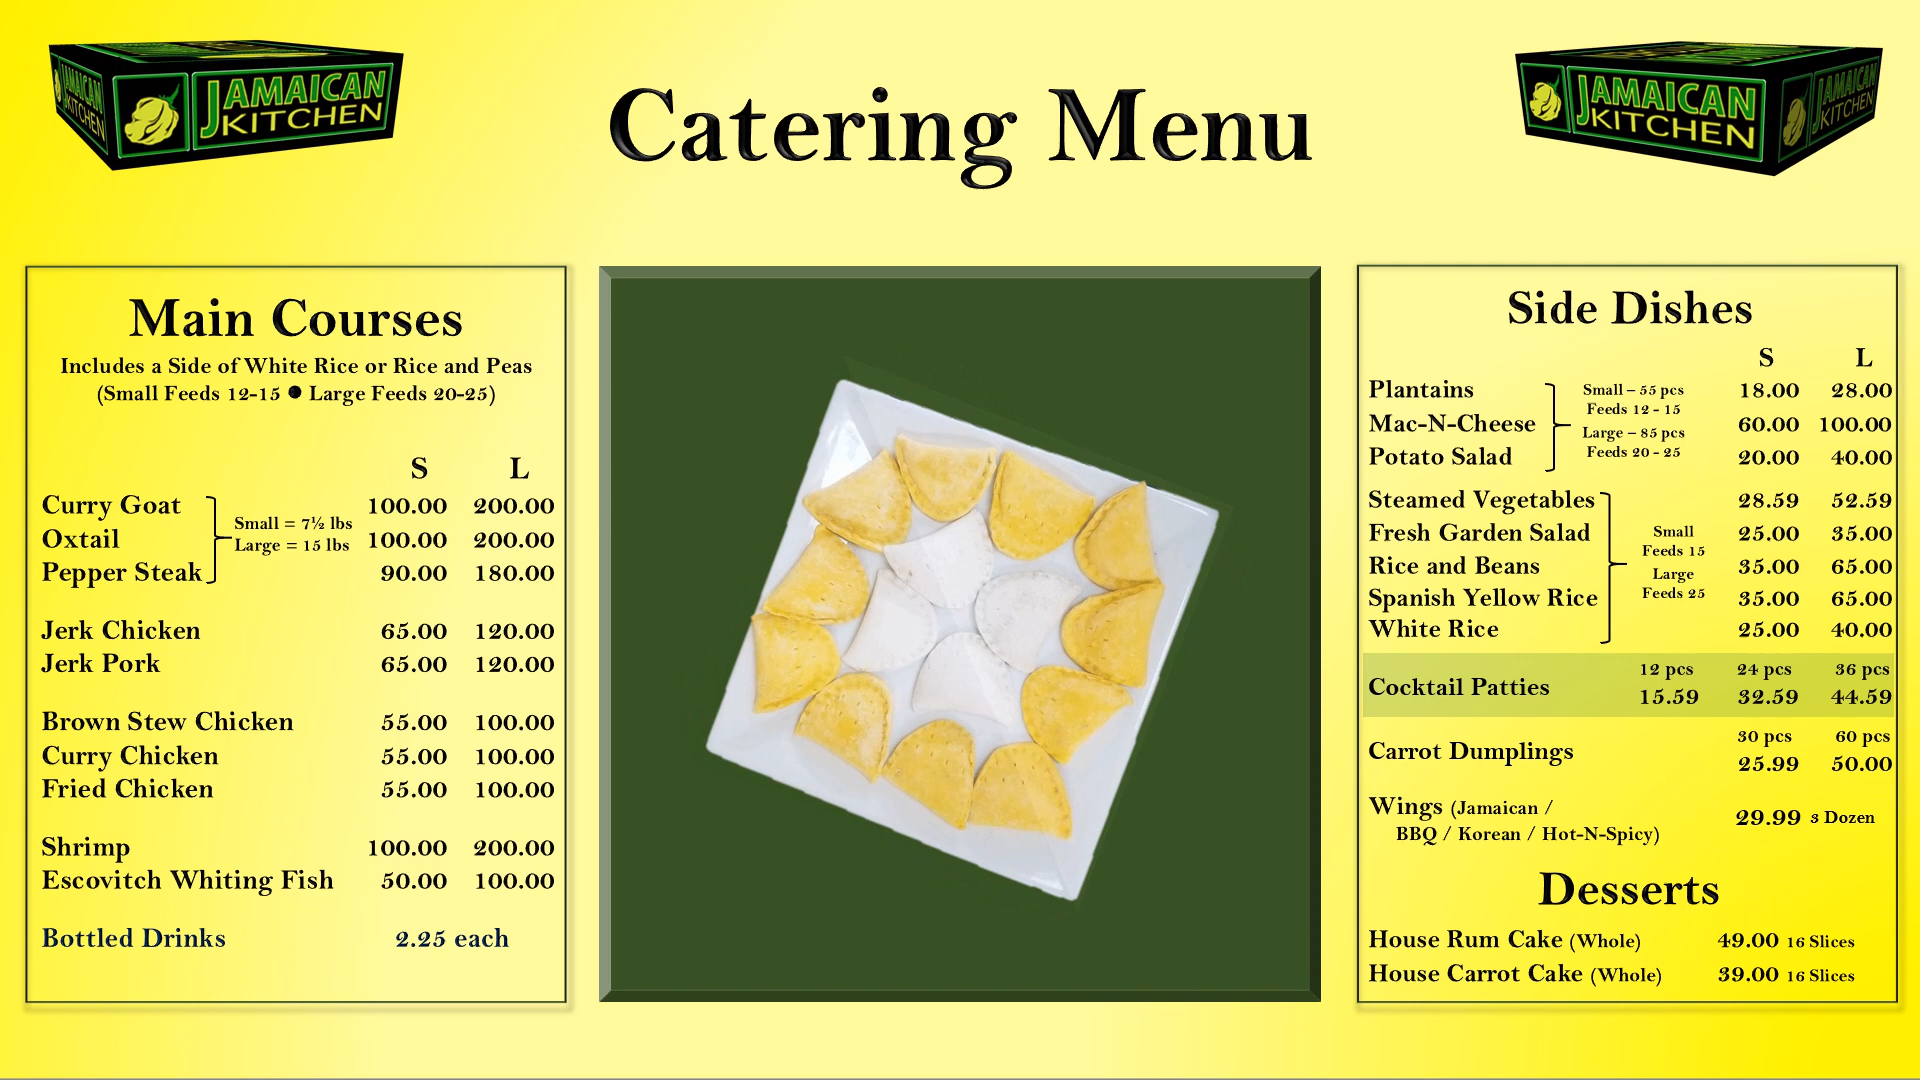 JAMAICAN
KITCHEN
JAMAICAN
KITCHEN
Catering Menu
JAMAICAN
KITCHEN
JAMAICAN
KITCHEN
Main Courses
Includes a Side of White Rice or Rice and Peas
(Small Feeds 12-15 ● Large Feeds 20-25)
S L
Curry Goat 100.00 200.00
Small = 7½ lbs
Oxtail 100.00 200.00
Large = 15 lbs
Pepper Steak 90.00 180.00
Jerk Chicken 65.00 120.00
Jerk Pork 65.00 120.00
Brown Stew Chicken 55.00 100.00
Curry Chicken 55.00 100.00
Fried Chicken 55.00 100.00
Shrimp 100.00 200.00
Escovitch Whiting Fish 50.00 100.00
Bottled Drinks 2.25 each
Side Dishes
S L
Plantains 18.00 28.00
Mac-N-Cheese 60.00 100.00
Potato Salad 20.00 40.00
Small – 55 pcs
Feeds 12 - 15
Large – 85 pcs
Feeds 20 - 25
Steamed Vegetables 28.59 52.59
Fresh Garden Salad 25.00 35.00
Rice and Beans 35.00 65.00
Spanish Yellow Rice 35.00 65.00
White Rice 25.00 40.00
Small
Feeds 15
Large
Feeds 25
12 pcs 24 pcs 36 pcs
Cocktail Patties 15.59 32.59 44.59
30 pcs 60 pcs
Carrot Dumplings 25.99 50.00
Wings (Jamaican /
BBQ / Korean / Hot-N-Spicy) 29.99 3 Dozen
Desserts
House Rum Cake (Whole) 49.00 16 Slices
House Carrot Cake (Whole) 39.00 16 Slices